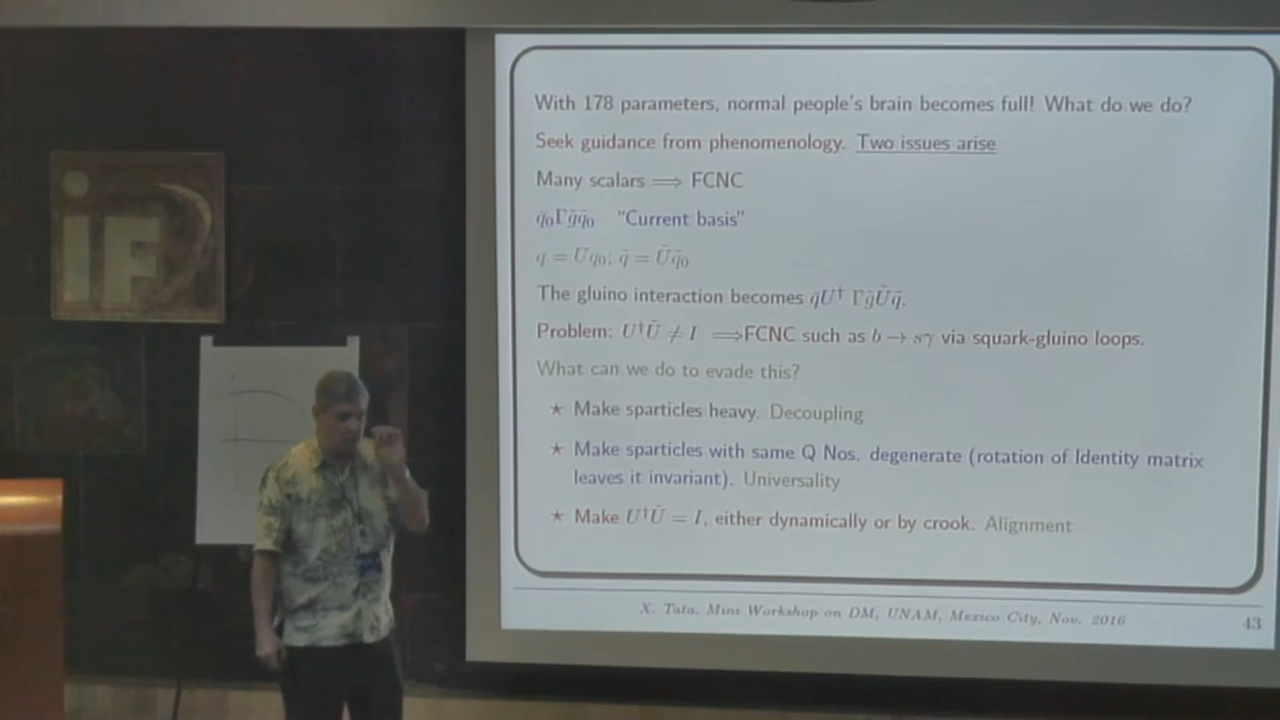 iF
With 178 parameters, normal people's brain becomes full! What do we do?
Seek guidance from phenomenology. Two issues arise
Many scalars ⟹ FCNC
q̄₀Γg̃q̃₀ "Current basis"
q = Uq₀; q̃ = Ũq̃₀
The gluino interaction becomes q̄U† Γg̃Ũq̃.
Problem: U†Ũ ≠ I ⟹FCNC such as b → sγ via squark-gluino loops.
What can we do to evade this?
★ Make sparticles heavy. Decoupling
★ Make sparticles with same Q Nos. degenerate (rotation of Identity matrix
leaves it invariant). Universality
★ Make U†Ũ = I, either dynamically or by crook. Alignment
X. Tata, Mini Workshop on DM, UNAM, Mexico City, Nov. 2016 43